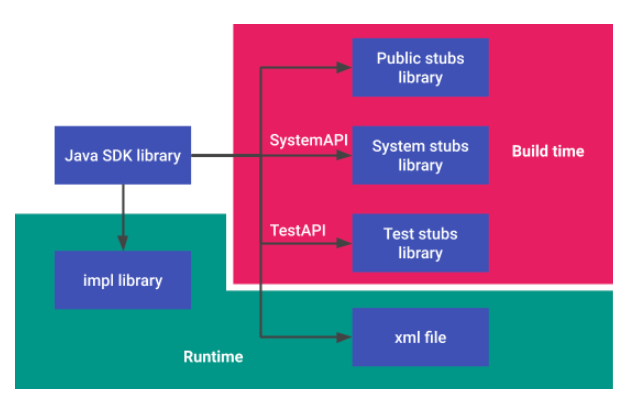 Public stubs
library
SystemAPI
Java SDK library
System stubs
library
Build time
TestAPI
Test stubs
library
impl library
xml file
Runtime